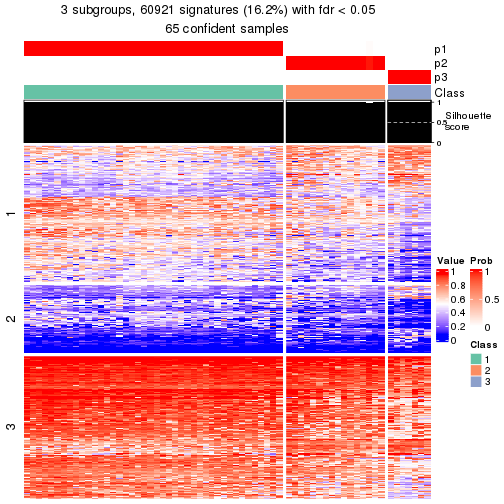 3 subgroups, 60921 signatures (16.2%) with fdr < 0.05
65 confident samples
p1
p2
p3
Class
1
0.5
0
Silhouette
score
1
2
3
Value
1
0.8
0.6
0.4
0.2
0
Prob
1
0.5
0
Class
1
2
3